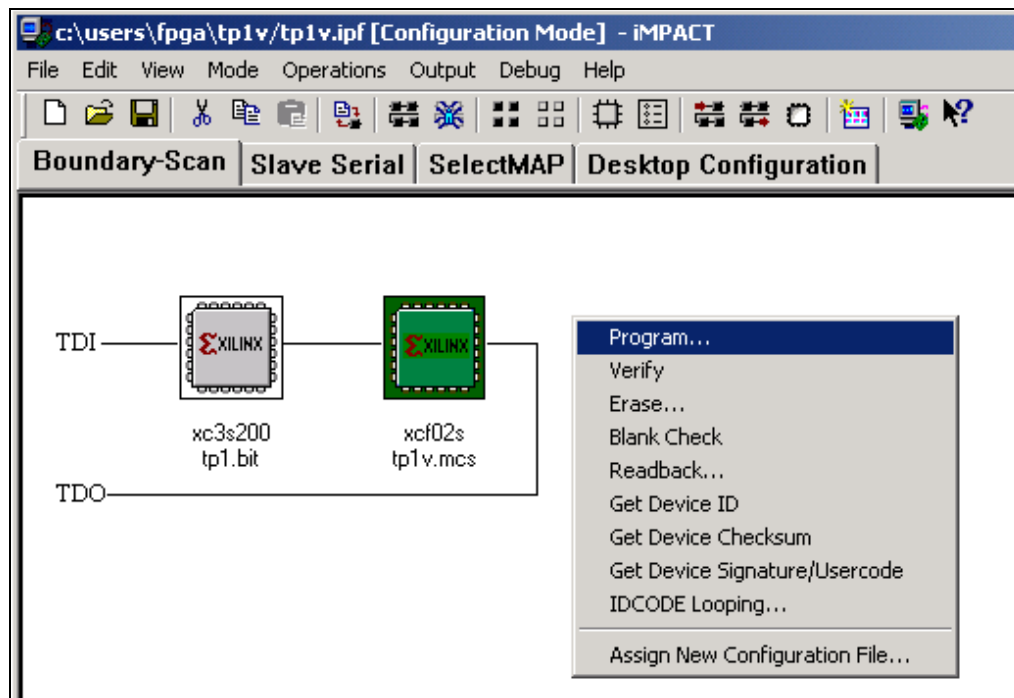 c:\users\fpga\tp1v/tp1v.ipf [Configuration Mode] - iMPACT
File Edit View Mode Operations Output Debug Help
Boundary-Scan Slave Serial SelectMAP Desktop Configuration
TDI
ΣXILINX ΣXILINX
xc3s200 xcf02s
tp1.bit tp1v.mcs
TDO
Program...
Verify
Erase...
Blank Check
Readback...
Get Device ID
Get Device Checksum
Get Device Signature/Usercode
IDCODE Looping...
Assign New Configuration File...